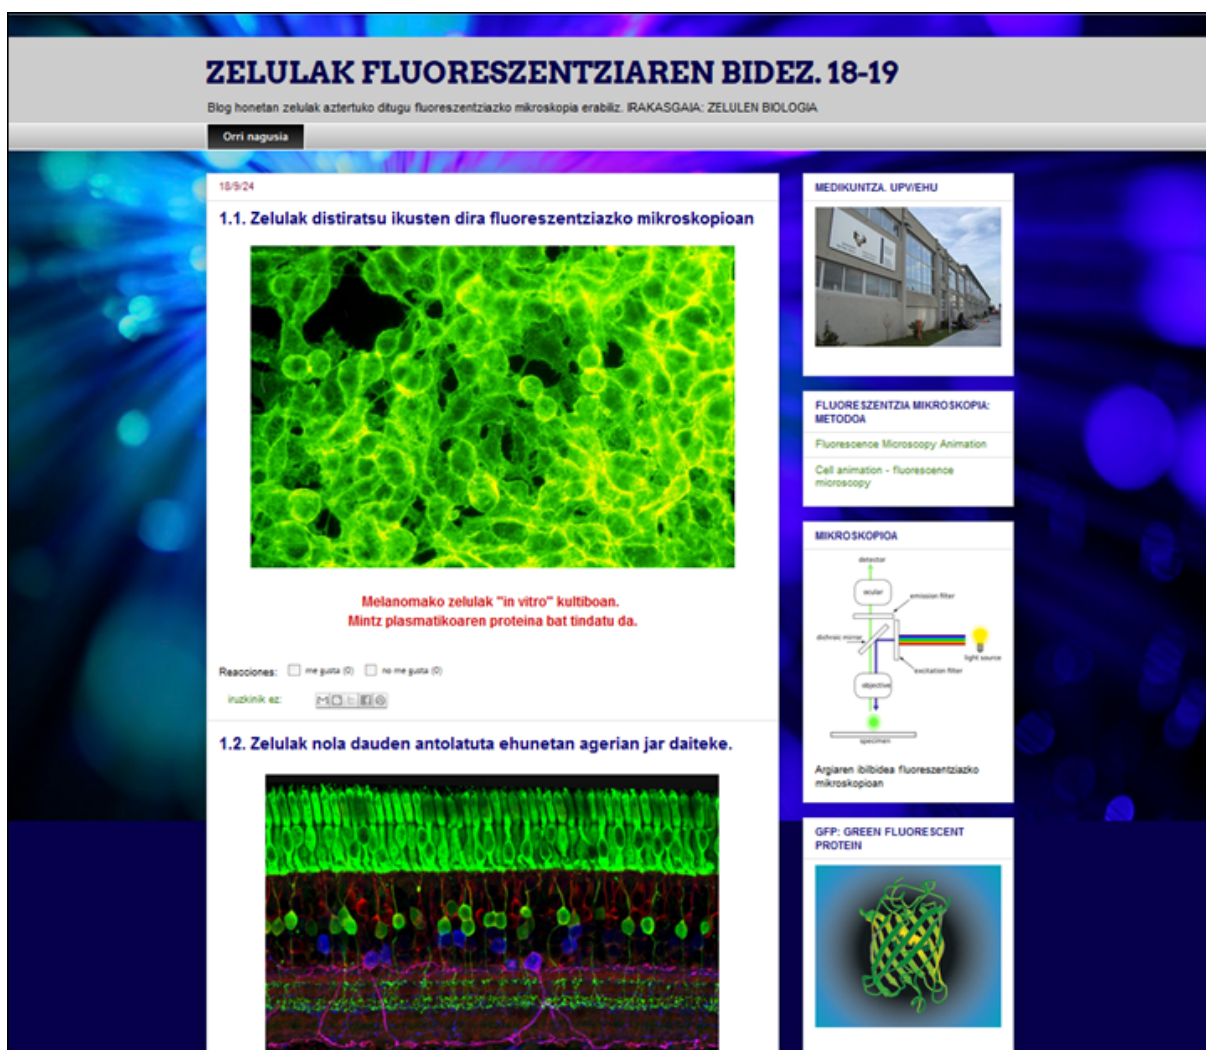 ZELULAK FLUORESZENTZIAREN BIDEZ. 18-19
Blog honetan zelulak aztertuko ditugu fluoreszentziazko mikroskopia erabiliz. IRAKASGAIA: ZELULEN BIOLOGIA
Orri nagusia
18/9/24
1.1. Zelulak distiratsu ikusten dira fluoreszentziazko mikroskopioan
Melanomako zelulak "in vitro" kultiboan.
Mintz plasmatikoaren proteina bat tindatu da.
Reacciones: me gusta (0) no me gusta (0)
iruzkinik ez:
1.2. Zelulak nola dauden antolatuta ehunetan agerian jar daiteke.
MEDIKUNTZA. UPV/EHU
FLUORESZENTZIA MIKROSKOPIA:
METODOA
Fluorescence Microscopy Animation
Cell animation - fluorescence
microscopy
MIKROSKOPIOA
detector
ocular
emission filter
dichroic mirror
light source
excitation filter
objective
specimen
Argiaren ibilbidea fluoreszentziazko
mikroskopioan
GFP: GREEN FLUORESCENT
PROTEIN